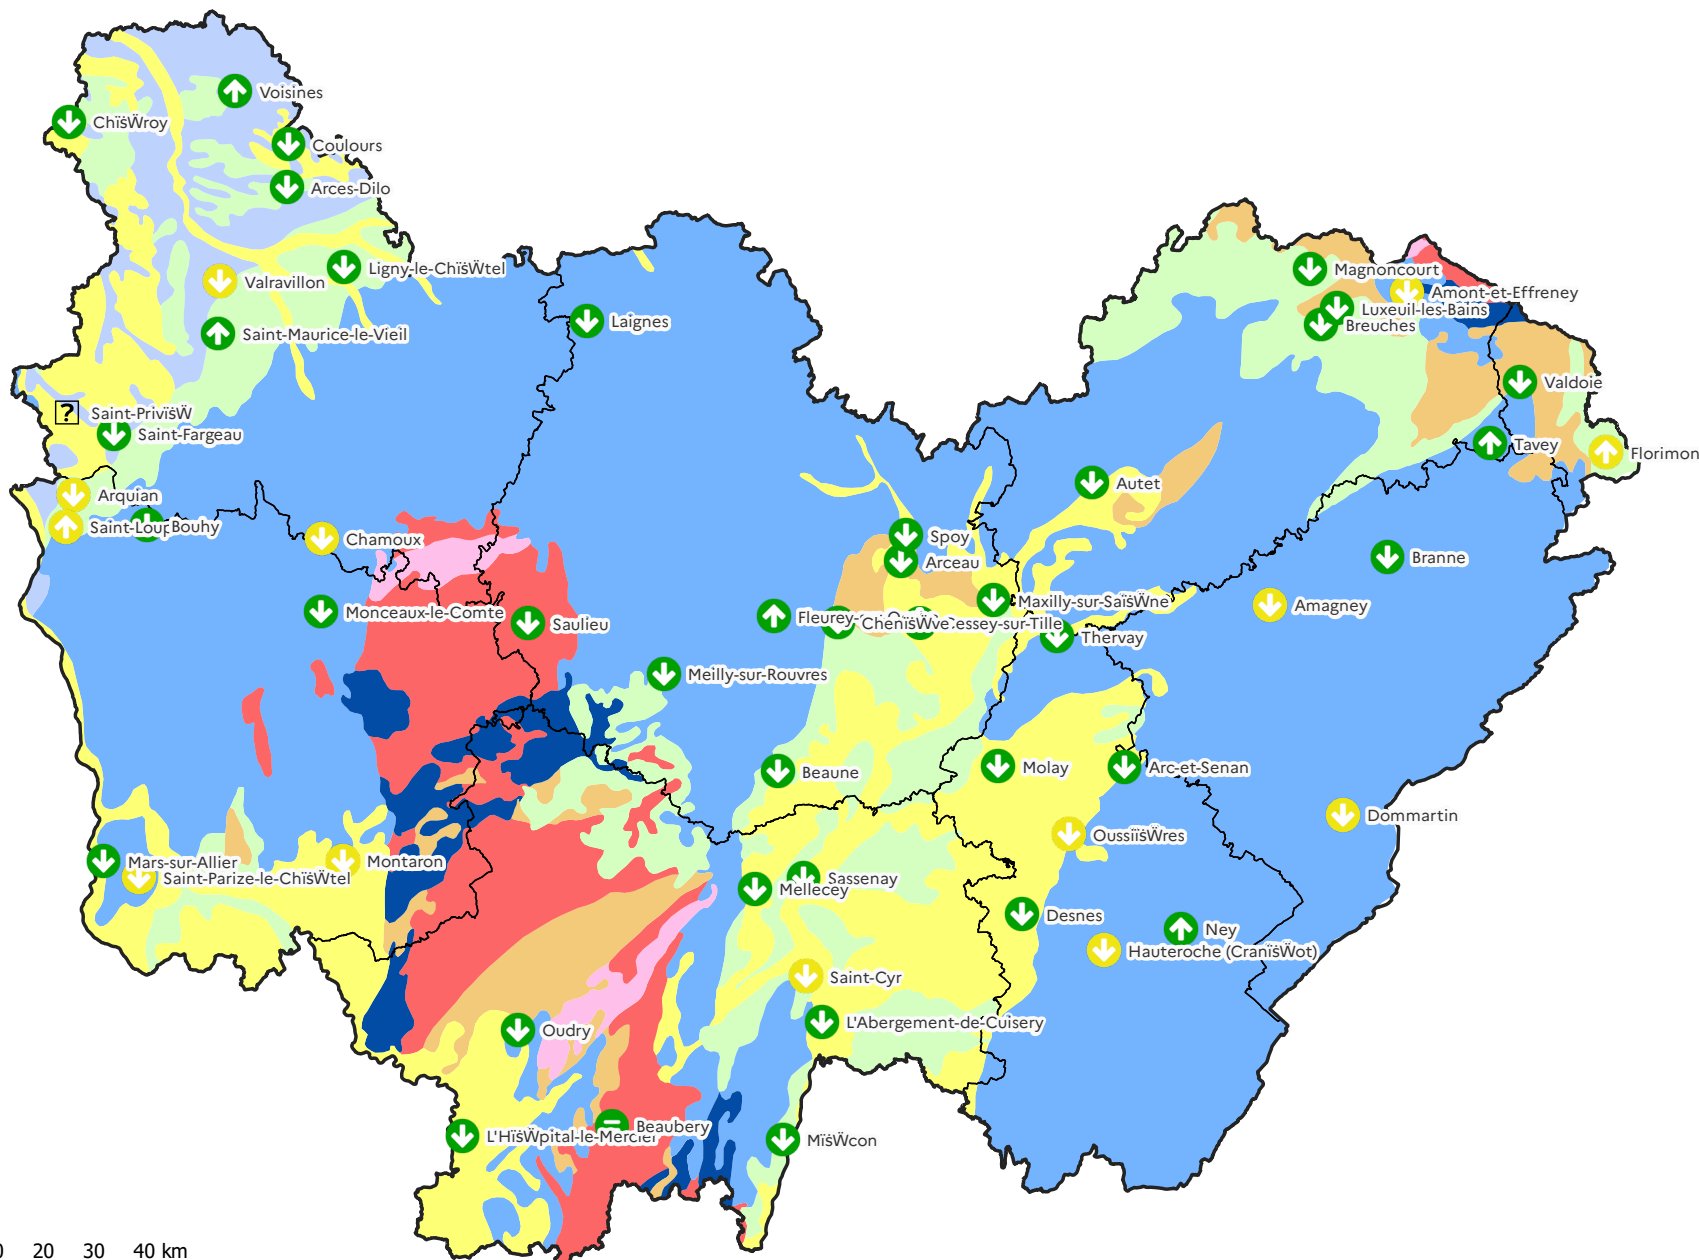 Voisines
ChïšŴroy
Coulours
Arces-Dilo
Ligny-le-ChïšŴtel
Valravillon
Magnoncourt
Amont-et-Effreney
Luxeuil-les-Bains
Laignes
Breuches
Saint-Maurice-le-Vieil
Valdoie
? Saint-PrivïšŴ
Saint-Fargeau
Tavey
Florimon
Autet
Arquian
Saint-Loup
Bouhy
Chamoux
Spoy
Arceau
Branne
Maxilly-sur-SaïšŴne
Amagney
Monceaux-le-Comte
Saulieu
Fleurey-
ChenïšŴve
essey-sur-Tille
Thervay
Meilly-sur-Rouvres
Beaune
Molay
Arc-et-Senan
Dommartin
OussiïšŴres
Mars-sur-Allier
Montaron
Saint-Parize-le-ChïšŴtel
Sassenay
Mellecey
Desnes
Ney
Hauteroche (CranïšŴot)
Saint-Cyr
L'Abergement-de-Cuisery
Oudry
Beaubery
L'HïšŴpital-le-Mercier
MïšŴcon
0 20 30 40 km